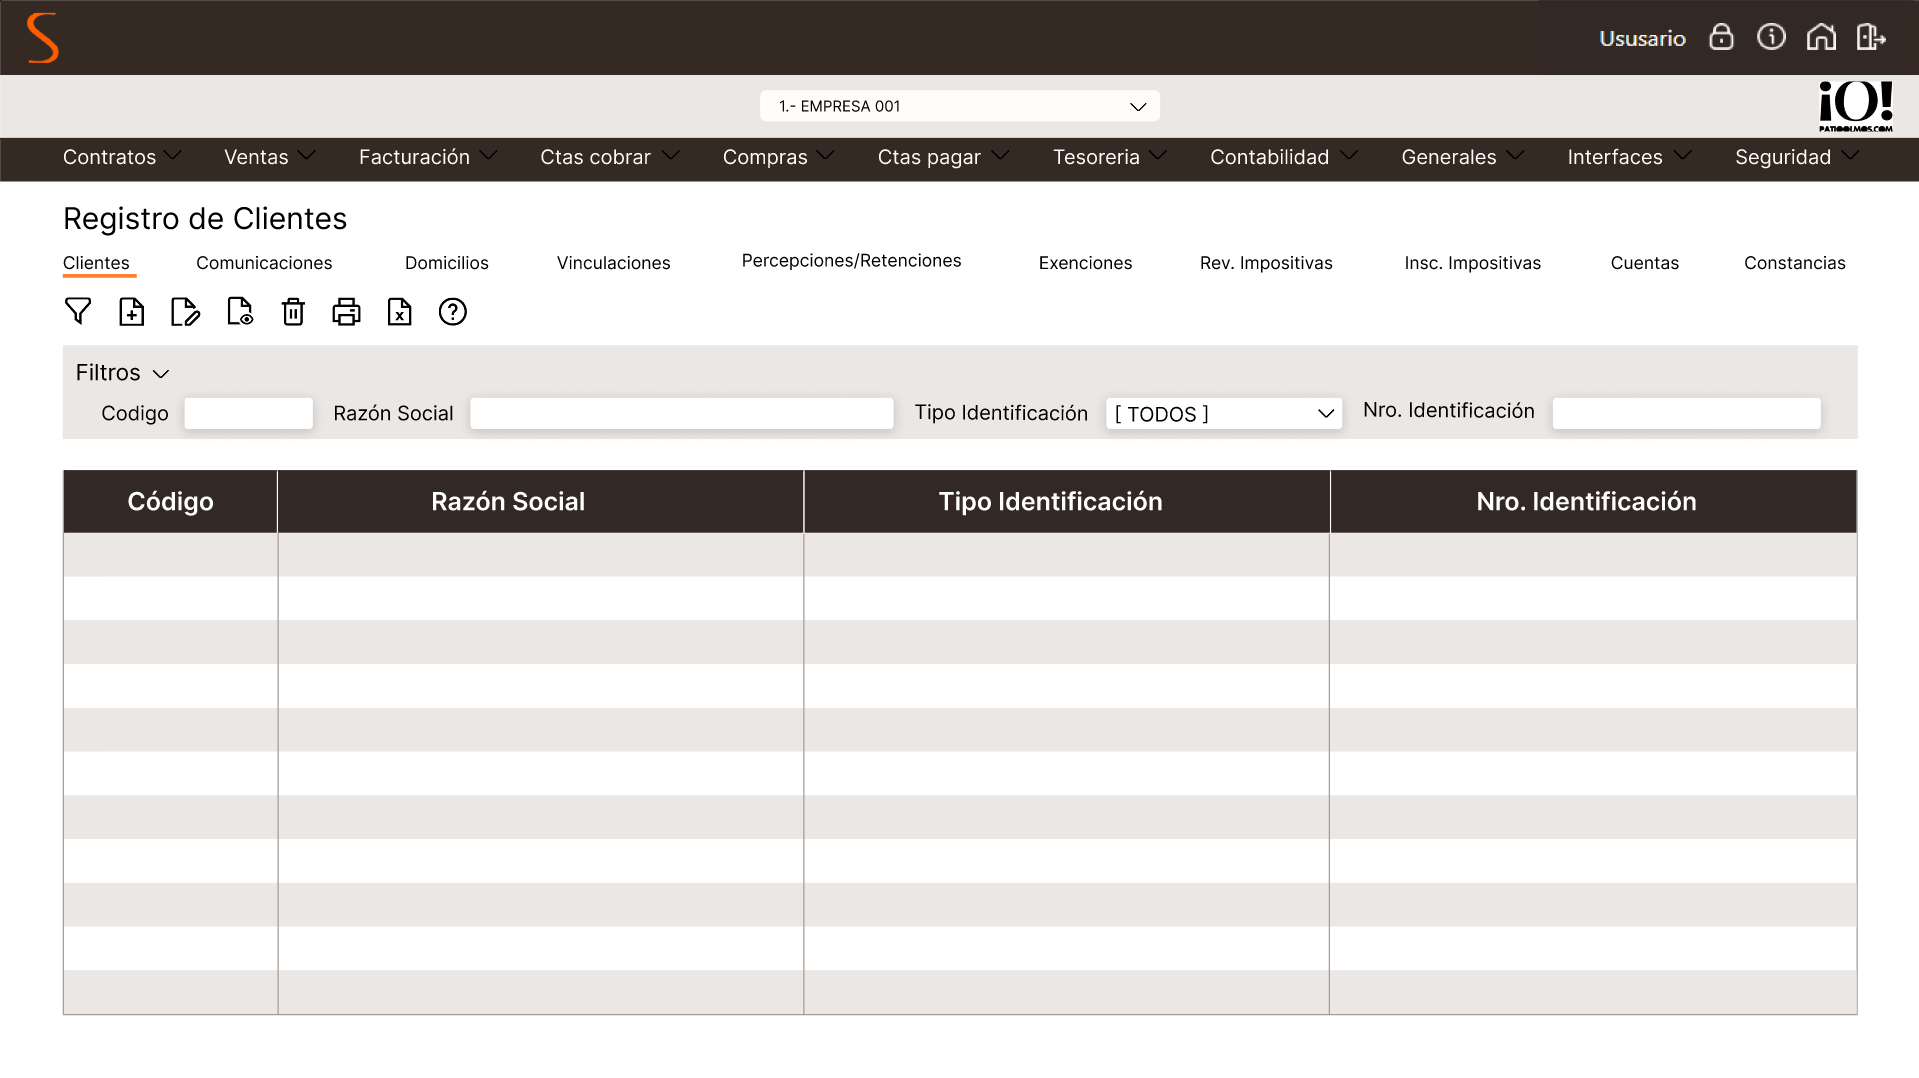 S
Ususario
1.- EMPRESA 001
¡O!
PATIOOLMOS.COM
Contratos Ventas Facturación Ctas cobrar Compras Ctas pagar Tesoreria Contabilidad Generales Interfaces Seguridad
Registro de Clientes
Clientes Comunicaciones Domicilios Vinculaciones Percepciones/Retenciones Exenciones Rev. Impositivas Insc. Impositivas Cuentas Constancias
Filtros
Codigo Razón Social Tipo Identificación [ TODOS ] Nro. Identificación
Código Razón Social Tipo Identificación Nro. Identificación